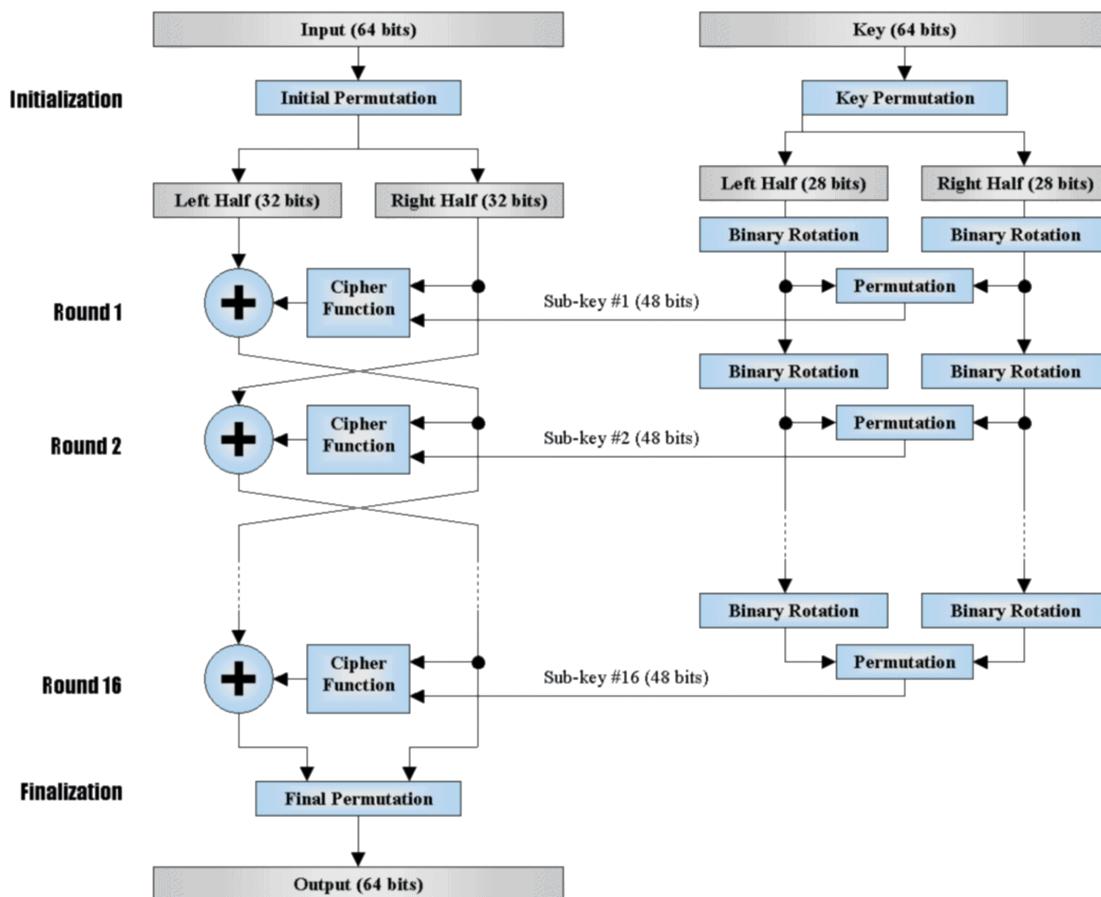 Input (64 bits)
Key (64 bits)
Initialization
Initial Permutation
Key Permutation
Left Half (32 bits)
Right Half (32 bits)
Left Half (28 bits)
Right Half (28 bits)
Binary Rotation
Binary Rotation
Round 1
+
Cipher
Function
Sub-key #1 (48 bits)
Permutation
Binary Rotation
Binary Rotation
Round 2
+
Cipher
Function
Sub-key #2 (48 bits)
Permutation
Binary Rotation
Binary Rotation
Round 16
+
Cipher
Function
Sub-key #16 (48 bits)
Permutation
Finalization
Final Permutation
Output (64 bits)